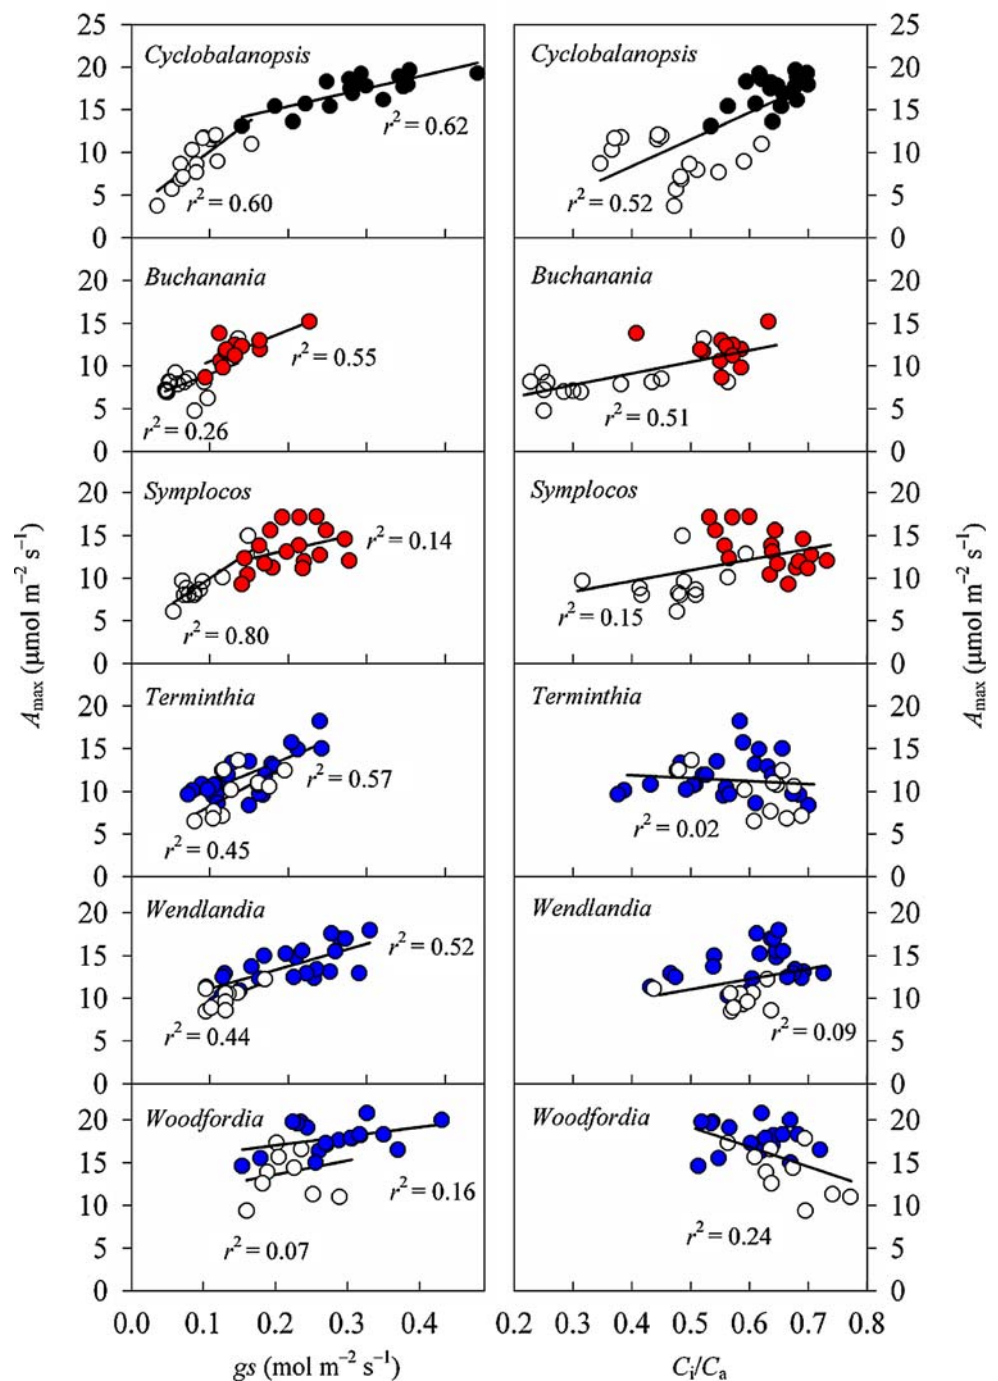 25
20
15
10
5
0
Cyclobalanopsis
r² = 0.62
r² = 0.60
Cyclobalanopsis
r² = 0.52
25
20
15
10
5
0
20
15
10
5
0
Buchanania
r² = 0.55
r² = 0.26
Buchanania
r² = 0.51
20
15
10
5
0
20
15
10
5
0
Symplocos
r² = 0.14
r² = 0.80
Symplocos
r² = 0.15
20
15
10
5
0
Amax (μmol m⁻² s⁻¹)
Amax (μmol m⁻² s⁻¹)
20
15
10
5
0
Terminthia
r² = 0.57
r² = 0.45
Terminthia
r² = 0.02
20
15
10
5
0
20
15
10
5
0
Wendlandia
r² = 0.52
r² = 0.44
Wendlandia
r² = 0.09
20
15
10
5
0
20
15
10
5
0
Woodfordia
r² = 0.16
r² = 0.07
Woodfordia
r² = 0.24
20
15
10
5
0
0.0 0.1 0.2 0.3 0.4
0.2 0.3 0.4 0.5 0.6 0.7 0.8
gs (mol m⁻² s⁻¹)
Ci/Ca